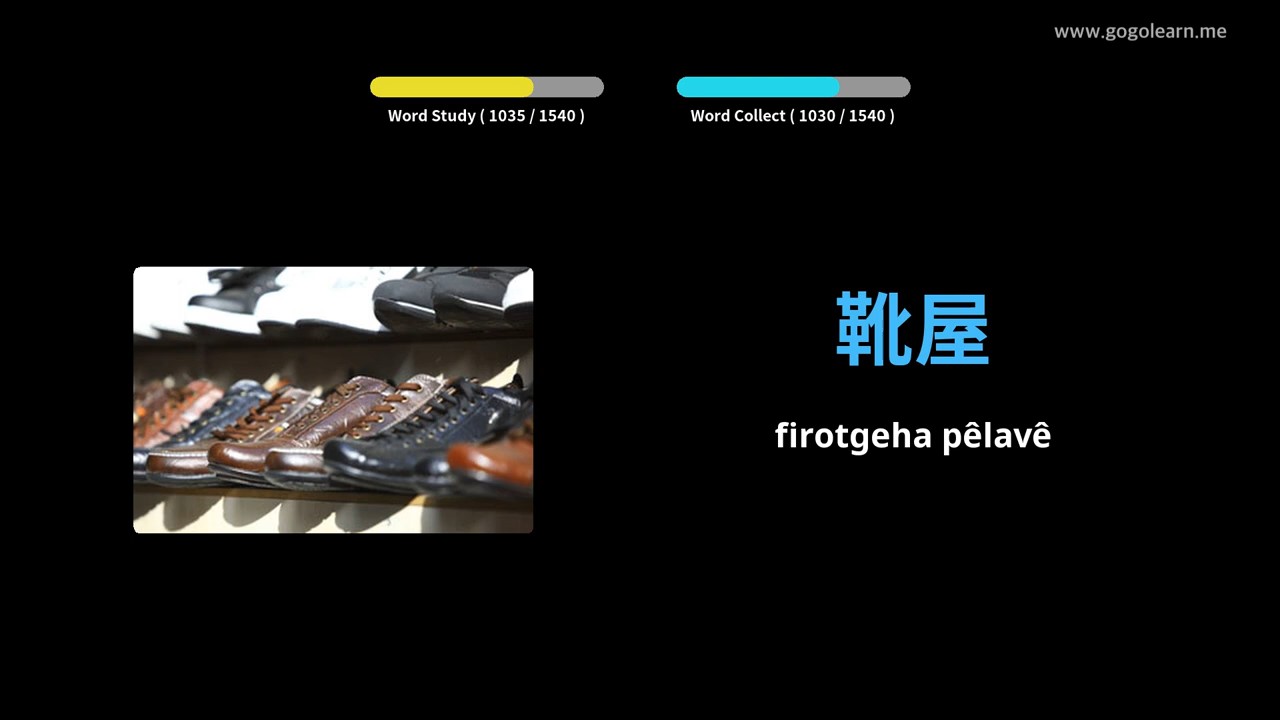 www.gogolearn.me
Word Study ( 1035 / 1540 )
Word Collect ( 1030 / 1540 )
靴屋
firotgeha pêlavê